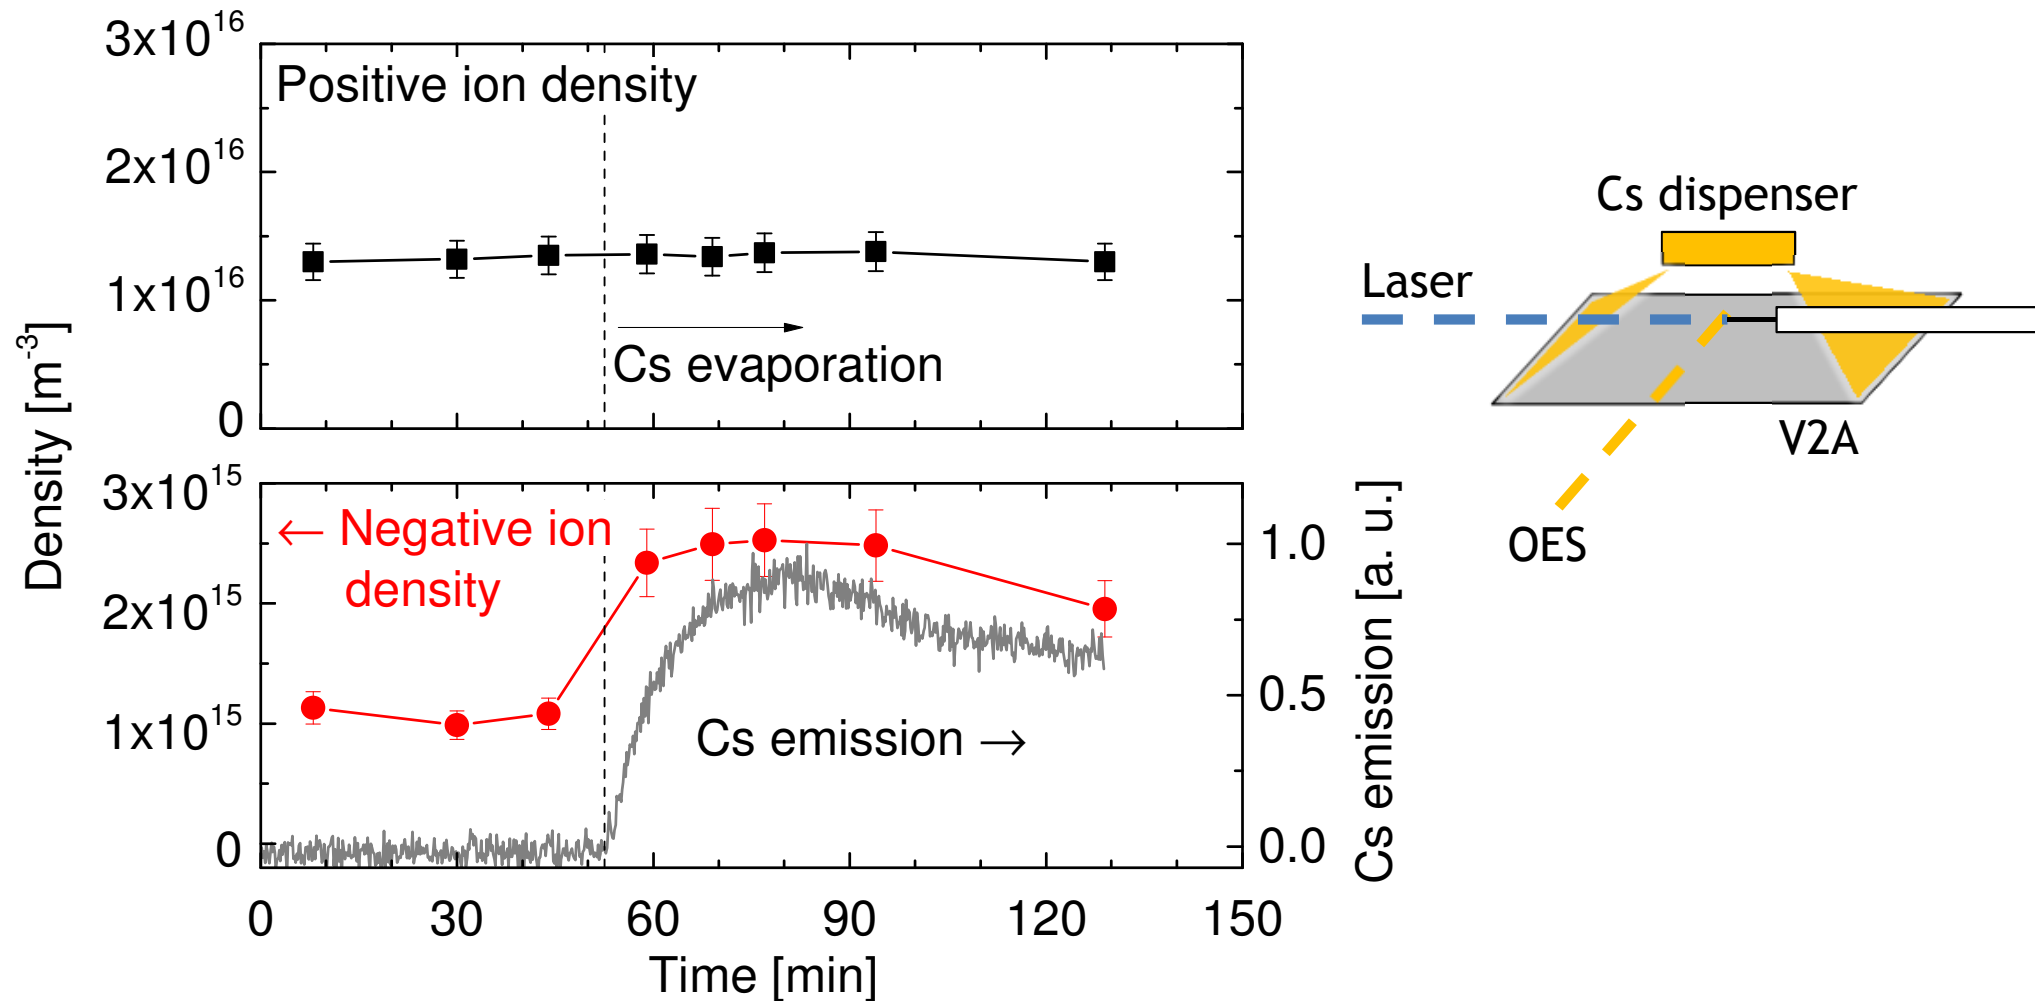 3x10^16
2x10^16
1x10^16
0
Positive ion density
Cs evaporation
Density [m^-3]
3x10^15
2x10^15
1x10^15
0
← Negative ion
density
Cs emission →
1.0
0.5
0.0
Cs emission [a. u.]
0 30 60 90 120 150
Time [min]
Cs dispenser
Laser
V2A
OES